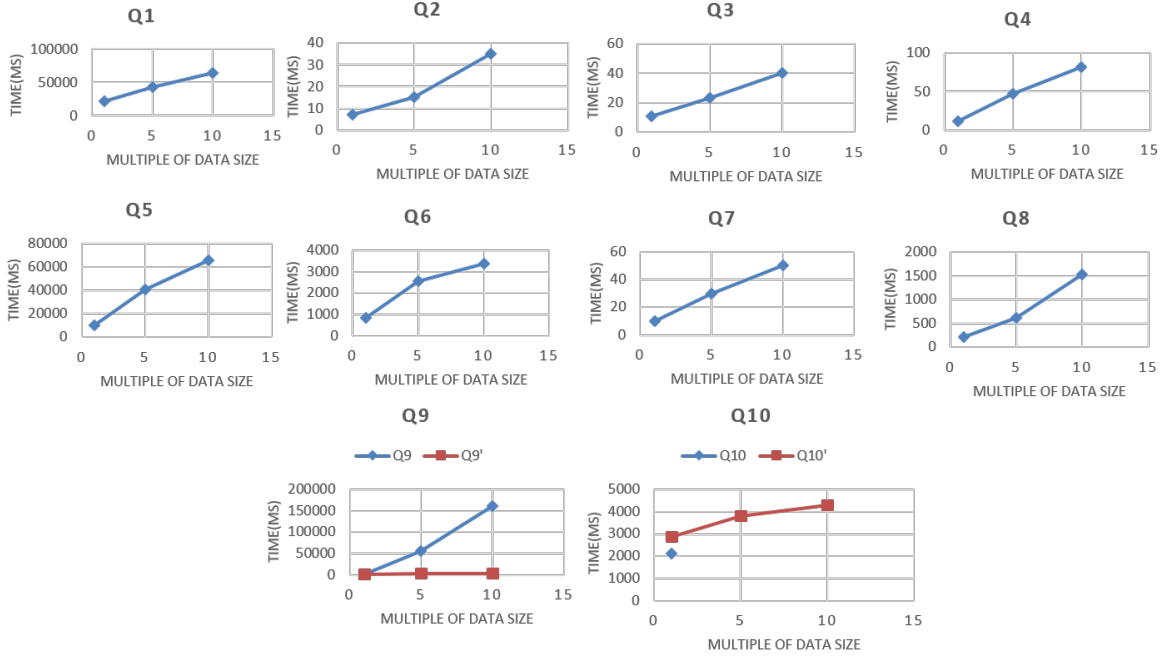 Q1
100000
50000
0
0 5 10 15
TIME(MS)
MULTIPLE OF DATA SIZE
Q2
40
30
20
10
0
0 5 10 15
TIME(MS)
MULTIPLE OF DATA SIZE
Q3
60
40
20
0
0 5 10 15
TIME(MS)
MULTIPLE OF DATA SIZE
Q4
100
50
0
0 5 10 15
TIME(MS)
MULTIPLE OF DATA SIZE
Q5
80000
60000
40000
20000
0
0 5 10 15
TIME(MS)
MULTIPLE OF DATA SIZE
Q6
4000
3000
2000
1000
0
0 5 10 15
TIME(MS)
MULTIPLE OF DATA SIZE
Q7
60
40
20
0
0 5 10 15
TIME(MS)
MULTIPLE OF DATA SIZE
Q8
2000
1500
1000
500
0
0 5 10 15
TIME(MS)
MULTIPLE OF DATA SIZE
Q9
Q9 Q9'
200000
150000
100000
50000
0
0 5 10 15
TIME(MS)
MULTIPLE OF DATA SIZE
Q10
Q10 Q10'
5000
4000
3000
2000
1000
0
0 5 10 15
TIME(MS)
MULTIPLE OF DATA SIZE